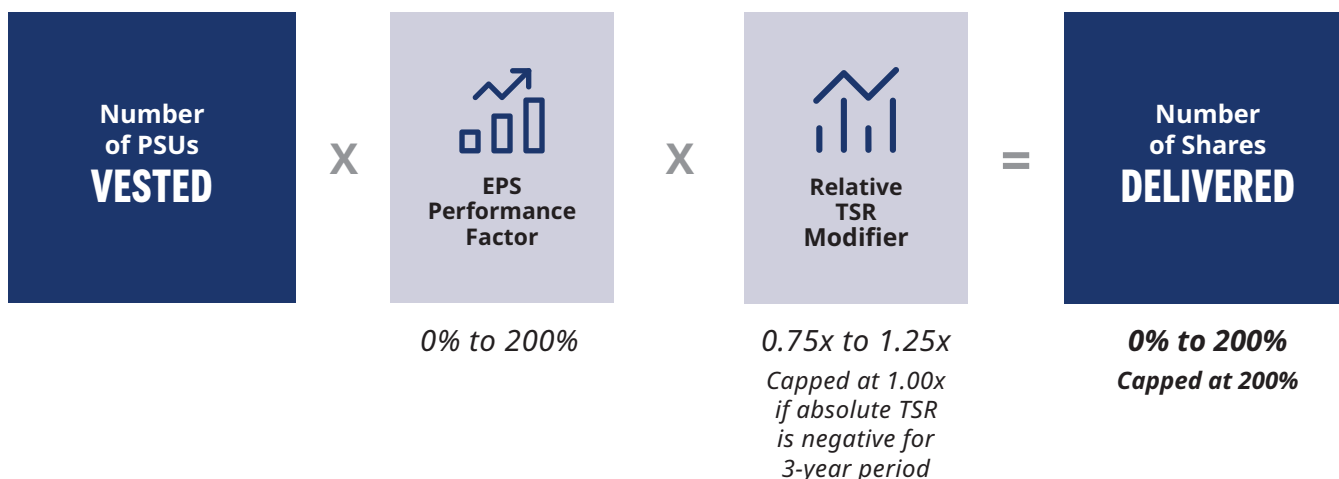 Number
of PSUs
VESTED
X
EPS
Performance
Factor
0% to 200%
X
Relative
TSR
Modifier
0.75x to 1.25x
Capped at 1.00x
if absolute TSR
is negative for
3-year period
=
Number
of Shares
DELIVERED
0% to 200%
Capped at 200%